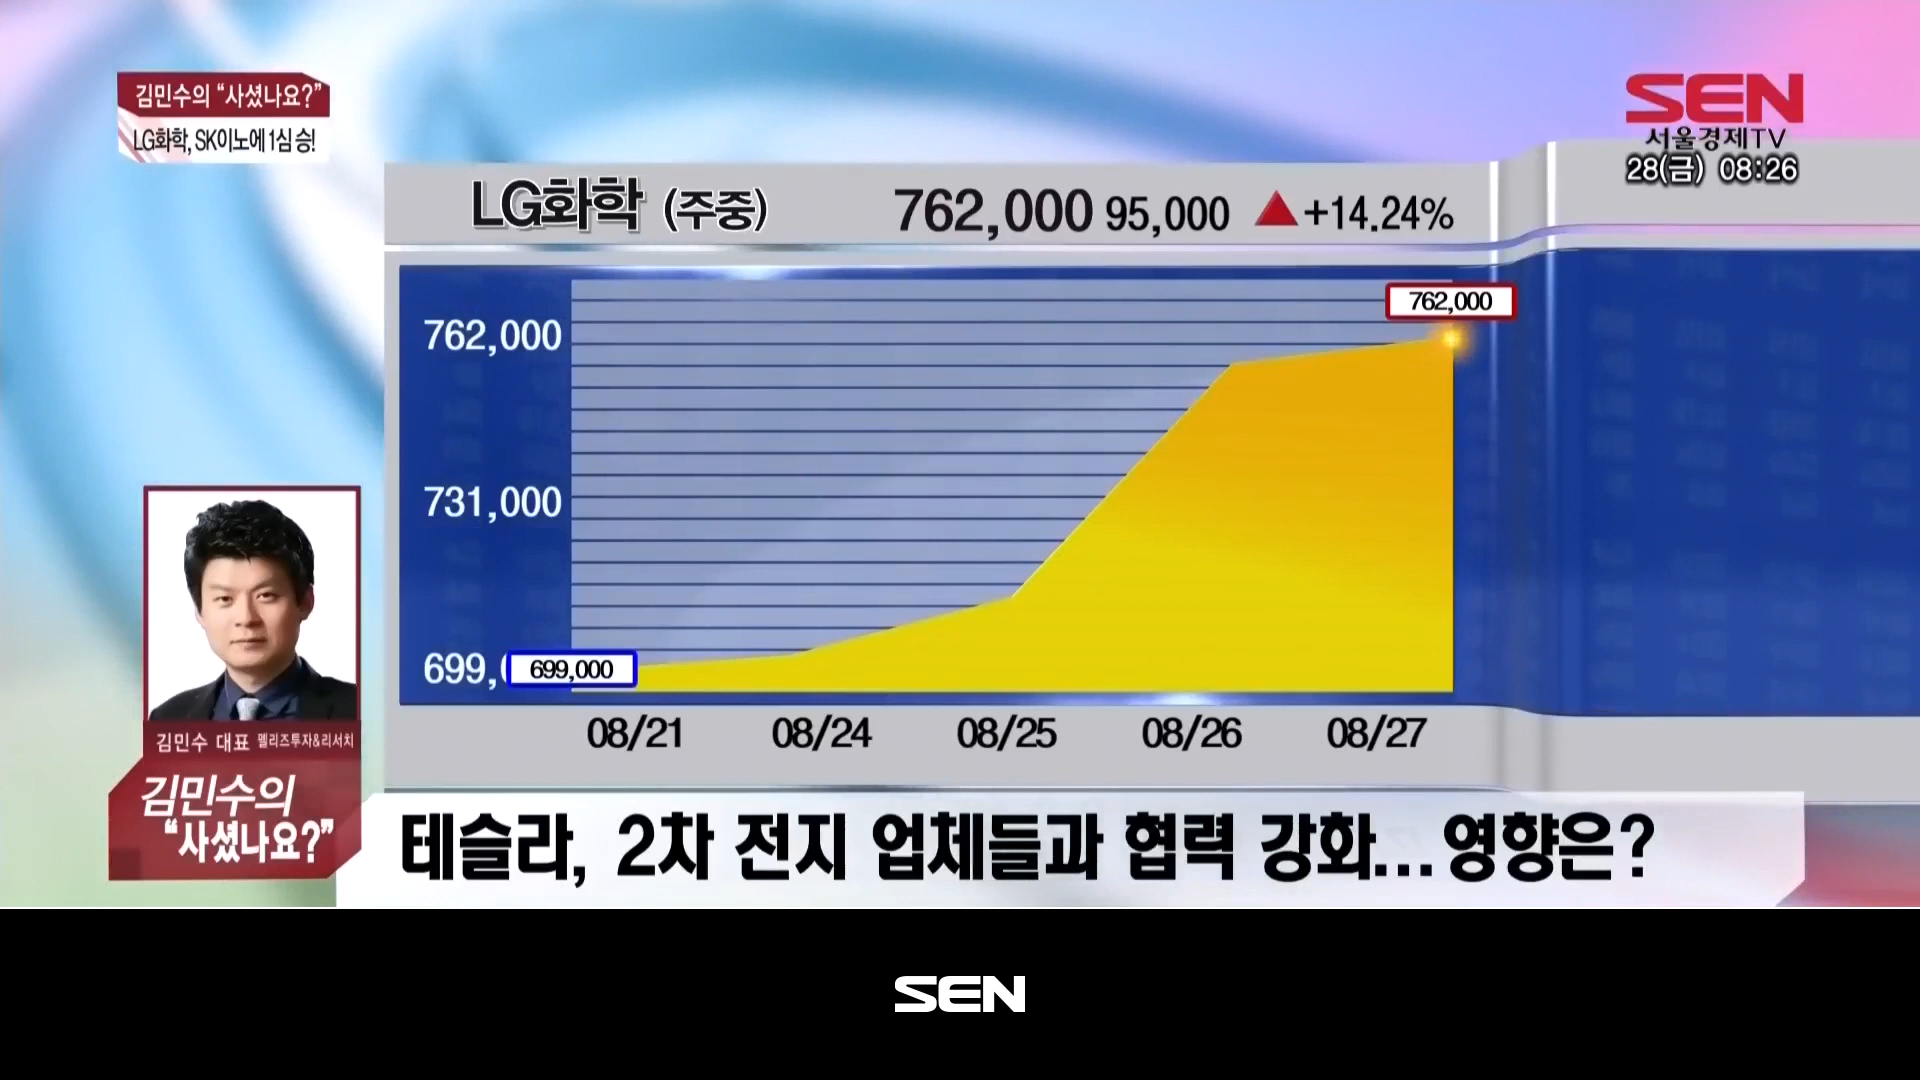 김민수의 “사셨나요?”
LG화학, SK이노에 1심 승!
SEN
서울경제TV
28(금) 08:26
LG화학 (주중) 762,000 95,000 ▲+14.24%
762,000
762,000
731,000
699,0
699,000
08/21 08/24 08/25 08/26 08/27
김민수 대표 멜리즈투자&리서치
김민수의
“사셨나요?”
테슬라, 2차 전지 업체들과 협력 강화...영향은?
SEN